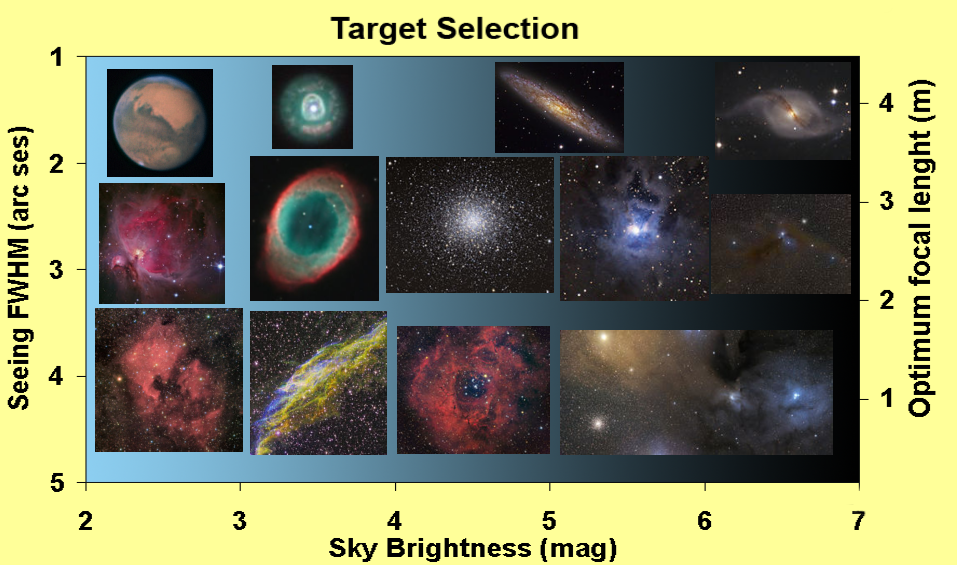 Target Selection
1
2
3
4
5
Seeing FWHM (arc ses)
4
3
2
1
Optimum focal lenght (m)
2 3 4 5 6 7
Sky Brightness (mag)